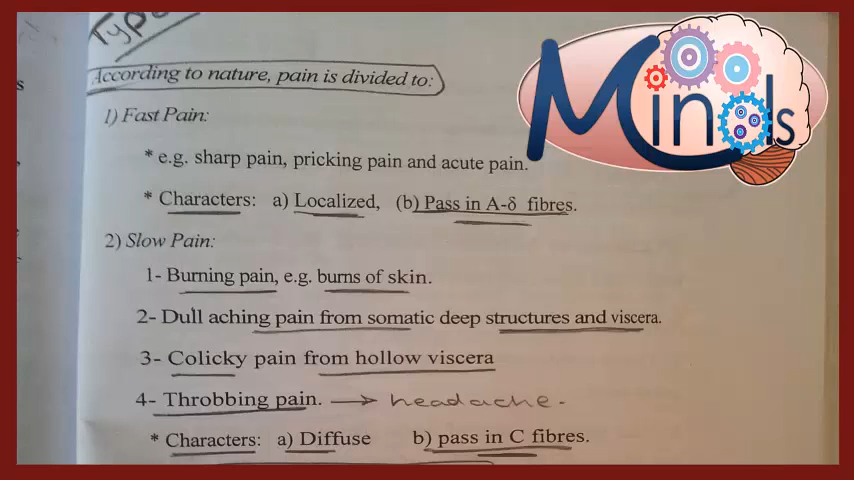 Type
According to nature, pain is divided to:
1) Fast Pain:
* e.g. sharp pain, pricking pain and acute pain.
* Characters: a) Localized, (b) Pass in A-δ fibres.
2) Slow Pain:
1- Burning pain, e.g. burns of skin.
2- Dull aching pain from somatic deep structures and viscera.
3- Colicky pain from hollow viscera
4- Throbbing pain. → headache.
* Characters: a) Diffuse b) pass in C fibres.
Minds